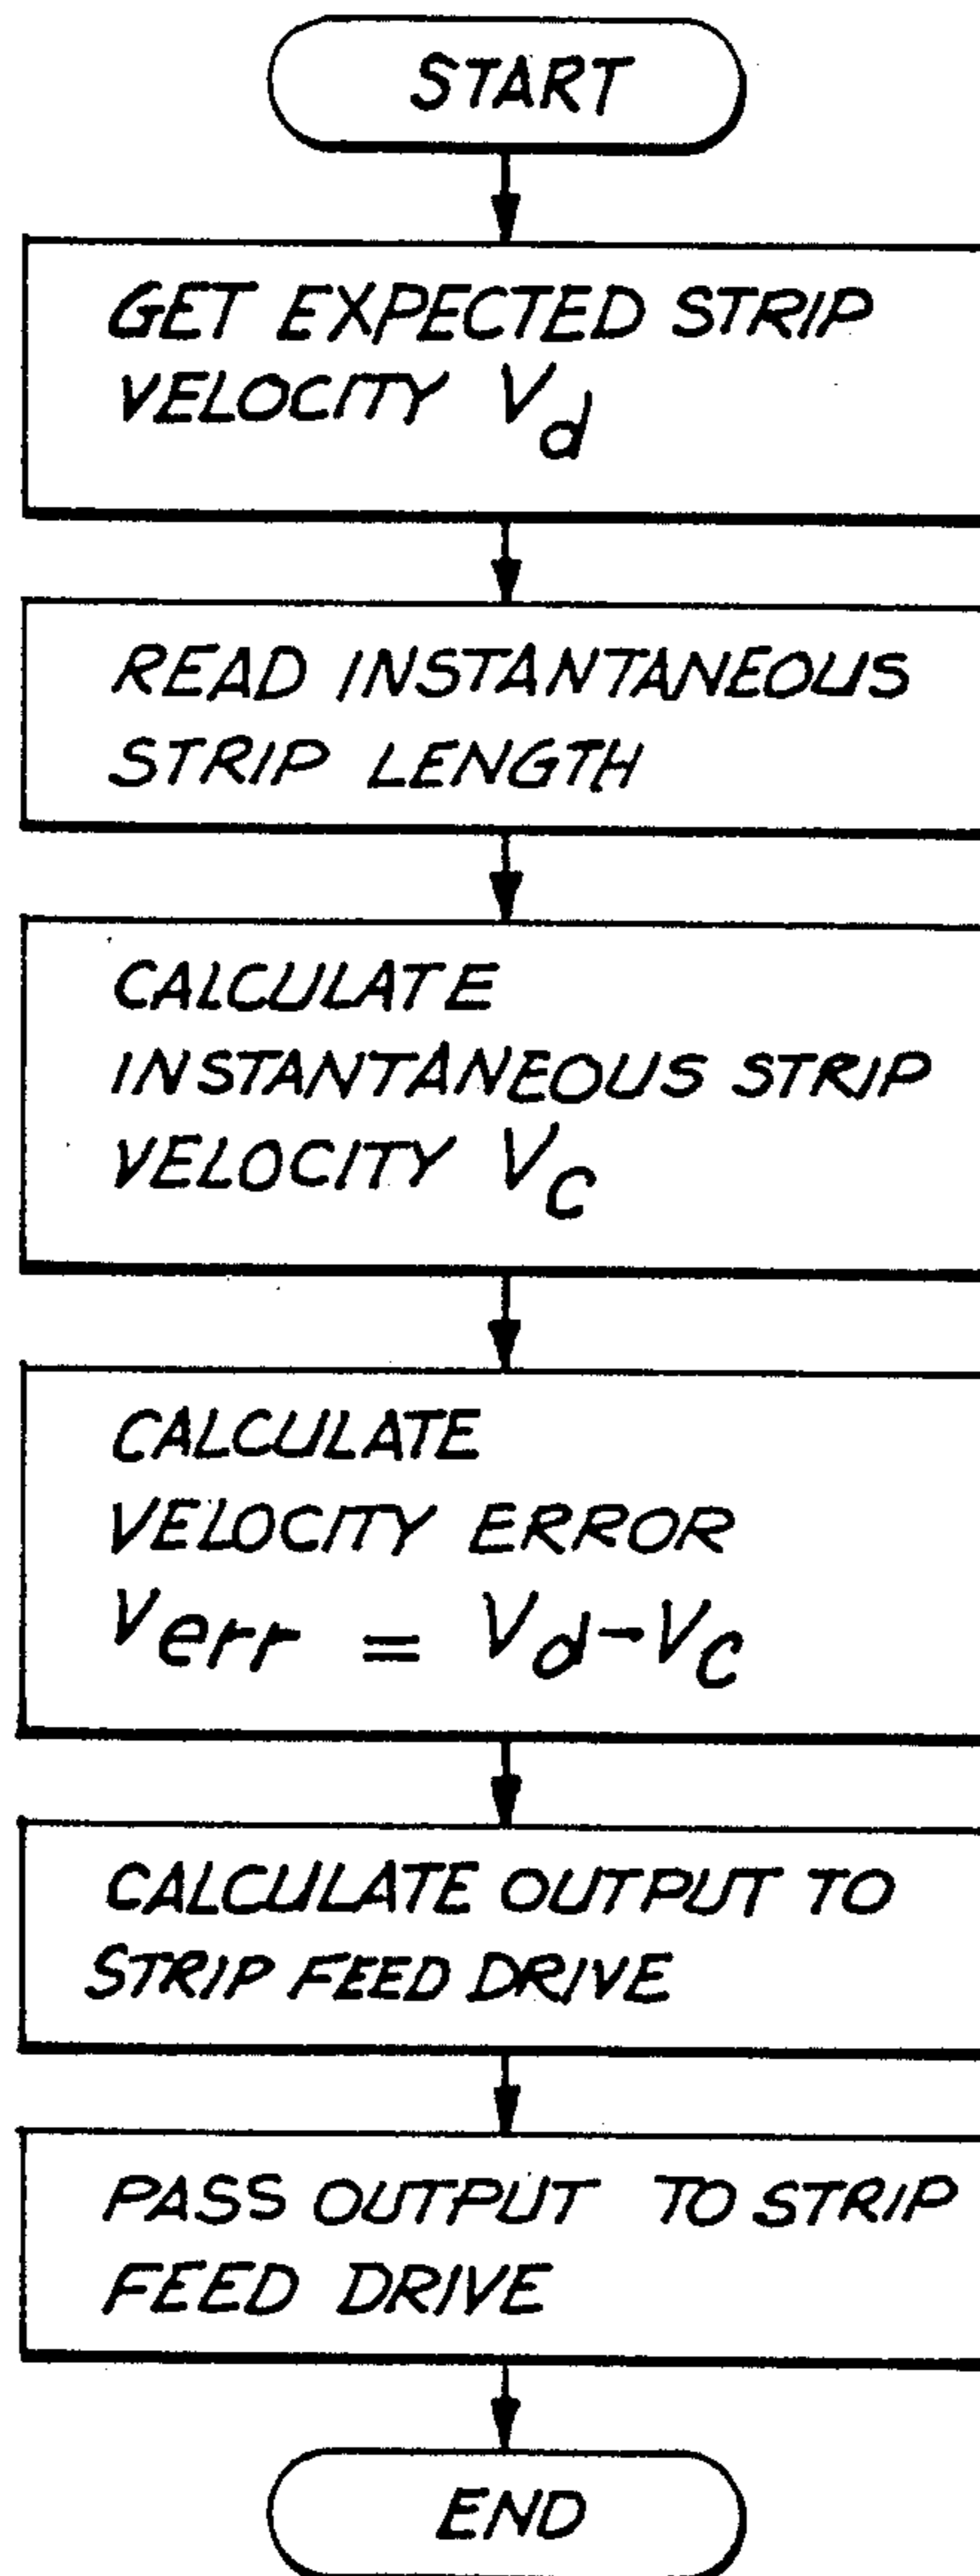 START
GET EXPECTED STRIP
VELOCITY Vd
READ INSTANTANEOUS
STRIP LENGTH
CALCULATE
INSTANTANEOUS STRIP
VELOCITY Vc
CALCULATE
VELOCITY ERROR
Verr = Vd-Vc
CALCULATE OUTPUT TO
STRIP FEED DRIVE
PASS OUTPUT TO STRIP
FEED DRIVE
END